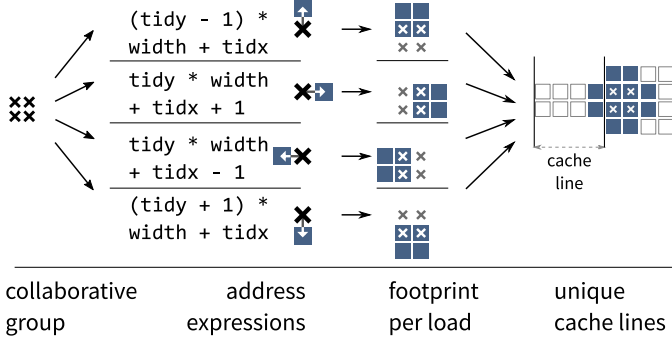 (tidy - 1) *
width + tidx
tidy * width
+ tidx + 1
tidy * width
+ tidx - 1
(tidy + 1) *
width + tidx
cache
line
collaborative
group
address
expressions
footprint
per load
unique
cache lines